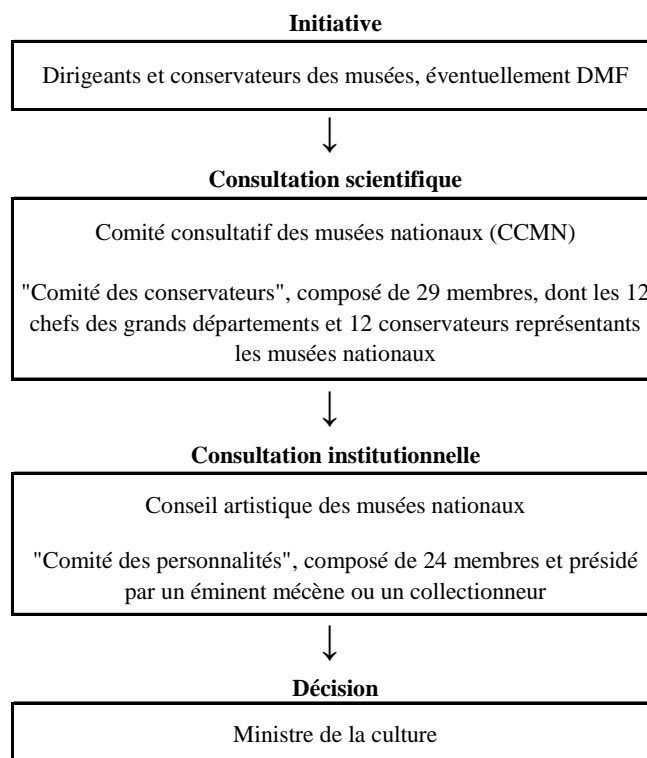 Initiative
Dirigeants et conservateurs des musées, éventuellement DMF
↓
Consultation scientifique
Comité consultatif des musées nationaux (CCMN)
"Comité des conservateurs", composé de 29 membres, dont les 12
chefs des grands départements et 12 conservateurs représentants
les musées nationaux
↓
Consultation institutionnelle
Conseil artistique des musées nationaux
"Comité des personnalités", composé de 24 membres et présidé
par un éminent mécène ou un collectionneur
↓
Décision
Ministre de la culture